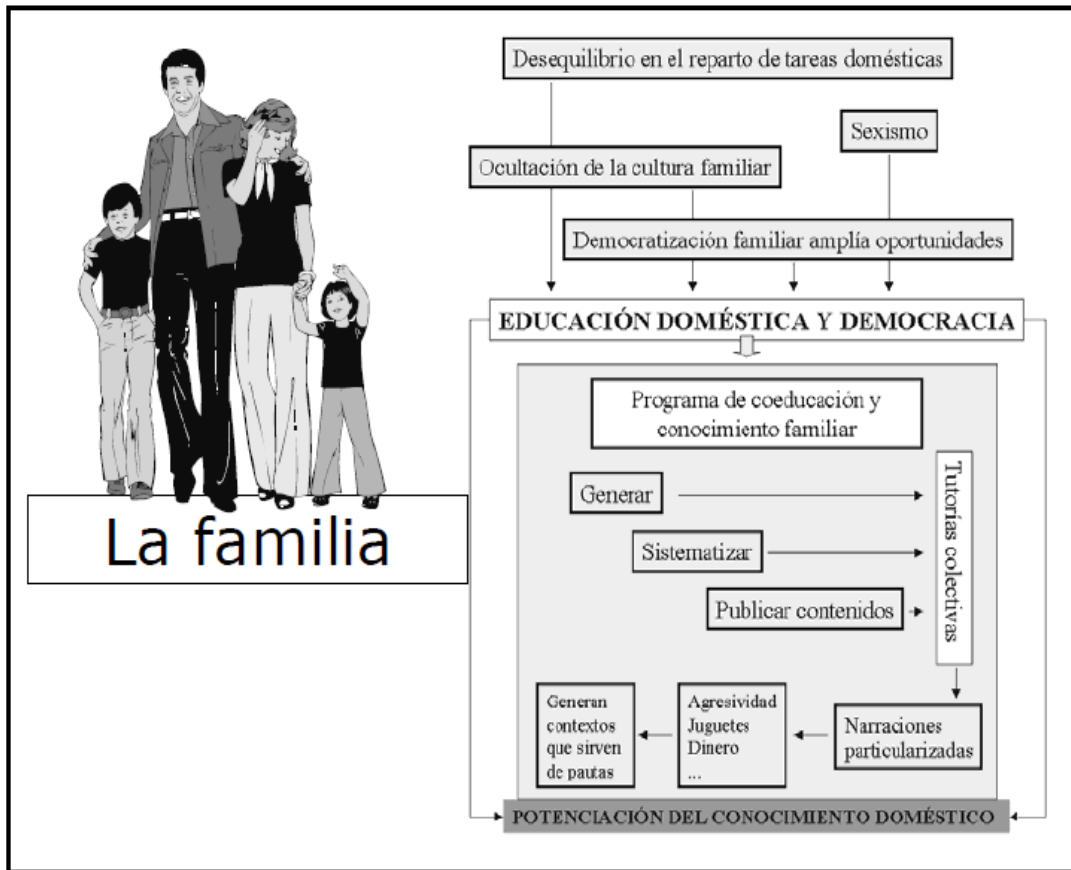 Desequilibrio en el reparto de tareas domésticas
Sexismo
Ocultación de la cultura familiar
Democratización familiar amplía oportunidades
EDUCACIÓN DOMÉSTICA Y DEMOCRACIA
Programa de coeducación y
conocimiento familiar
Generar
Sistematizar
Publicar contenidos
Tutorías colectivas
Narraciones
particularizadas
Agresividad
Juguetes
Dinero
...
Generan
contextos
que sirven
de pautas
POTENCIACIÓN DEL CONOCIMIENTO DOMÉSTICO
La familia